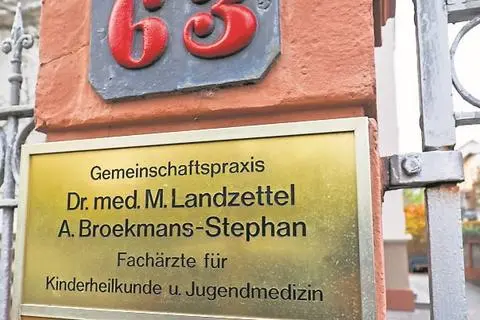 63
Gemeinschaftspraxis
Dr. med. M. Landzettel
A. Broekmans-Stephan
Fachärzte für
Kinderheilkunde u. Jugendmedizin